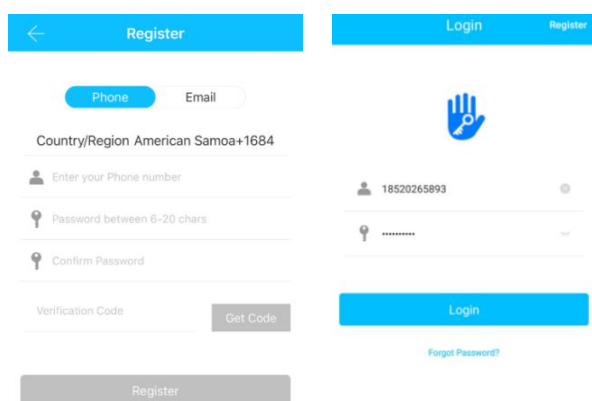 Register
Phone Email
Country/Region American Samoa+1684
Enter your Phone number
Password between 6-20 chars
Confirm Password
Verification Code Get Code
Register
Login Register
18520265893
••••••••••
Login
Forgot Password?